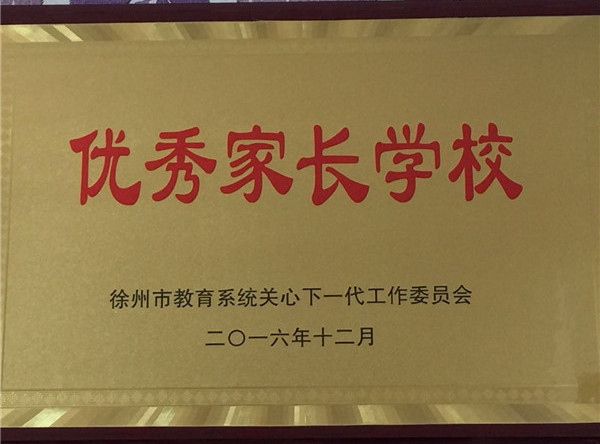 优秀家长学校
徐州市教育系统关心下一代工作委员会
二〇一六年十二月